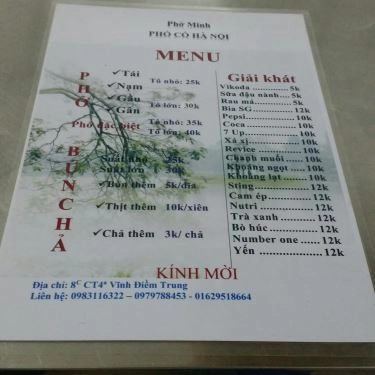 Phở Minh
PHỞ CỔ HÀ NỘI
MENU
PHỞ
Tái
Nạm
Gầu
Gân
Tô nhỏ: 25k
Tô lớn: 30k
Phở đặc biệt
Tô nhỏ: 35k
Tô lớn: 40k
BÚN CHẢ
Suất nhỏ 25k
Suất lớn 30k
Bún thêm 5k/đĩa
Thịt thêm 10k/xiên
Chả thêm 3k/ chả
Giải khát
Vikoda ............ 5k
Sữa đậu nành.... 5k
Rau má............. 5k
Bia SG ............. 12k
Pepsi................ 10k
Coca ................ 10k
7 Up................. 10k
Xá xị................ 10k
Revice ............. 10k
Chanh muối .... 10k
Khoáng ngọt .... 10k
Khoáng lạt ....... 10k
Sting ................ 12k
Cam ép............. 12k
Nutri ................ 12k
Trà xanh .......... 12k
Bò húc .............. 12k
Number one ..... 12k
Yến .................. 12k
KÍNH MỜI
Địa chỉ: 8C CT4ª Vĩnh Điềm Trung
Liên hệ: 0983116322 – 0979788453 - 01629518664